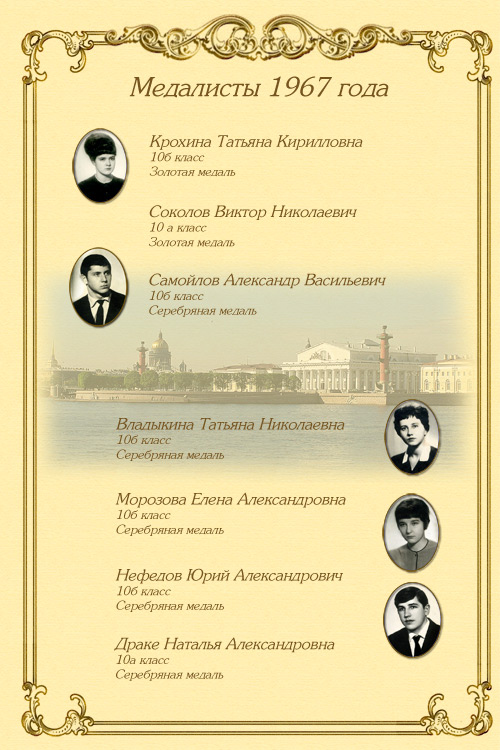 Медалисты 1967 года
Крохина Татьяна Кирилловна
10б класс
Золотая медаль
Соколов Виктор Николаевич
10 а класс
Золотая медаль
Самойлов Александр Васильевич
10б класс
Серебряная медаль
Владыкина Татьяна Николаевна
10б класс
Серебряная медаль
Морозова Елена Александровна
10б класс
Серебряная медаль
Нефедов Юрий Александрович
10б класс
Серебряная медаль
Драке Наталья Александровна
10а класс
Серебряная медаль